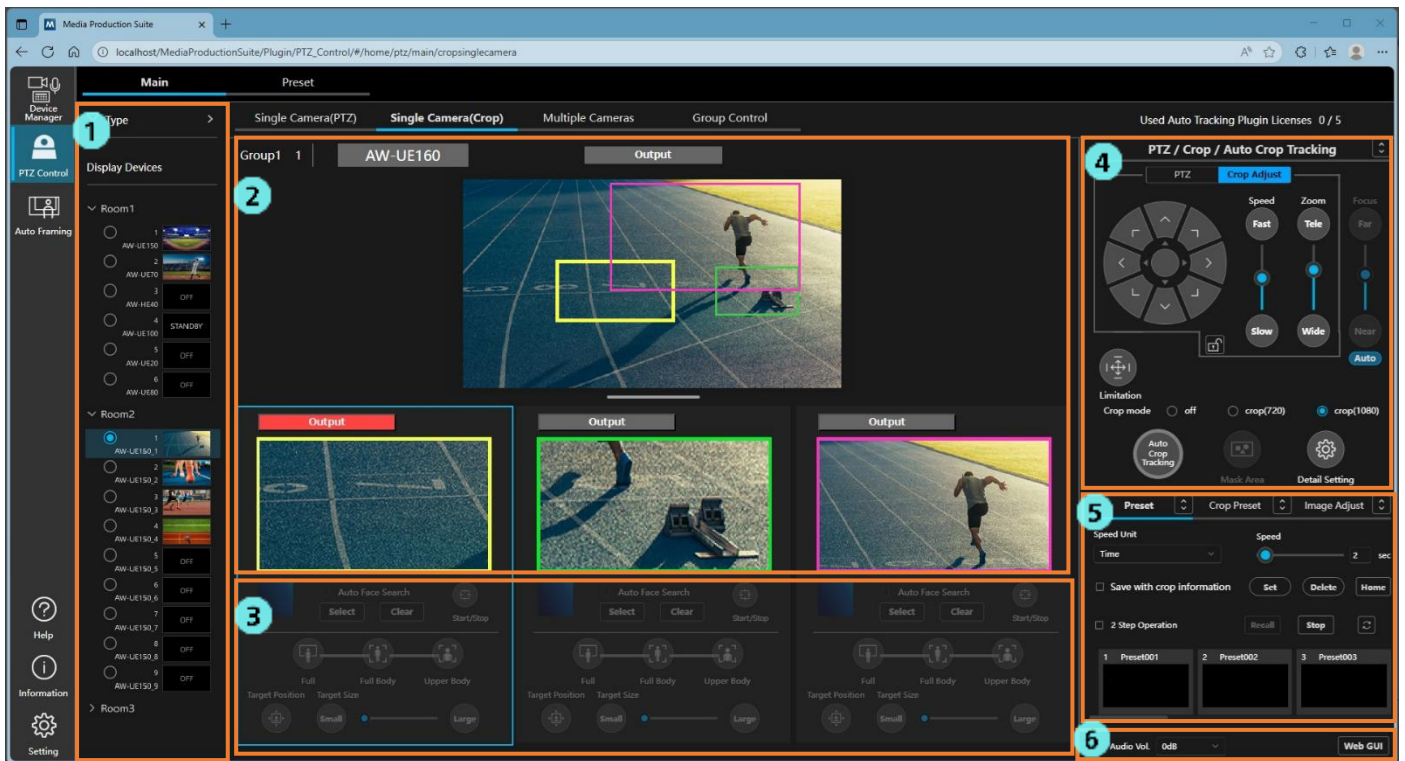 Media Production Suite
localhost/MediaProductionSuite/Plugin/PTZ_Control/#/home/ptz/main/cropsinglecamera
Device
Manager
PTZ Control
Auto Framing
Help
Information
Setting
Main
Preset
1
Type
Display Devices
Room1
1
AW-UE150
2
AW-UE70
3
AW-HE40
OFF
4
AW-UE100
STANDBY
5
AW-UE20
OFF
6
AW-UE80
OFF
Room2
1
AW-UE150_1
2
AW-UE150_2
3
AW-UE150_3
4
AW-UE150_4
5
AW-UE150_5
OFF
6
AW-UE150_6
OFF
7
AW-UE150_7
OFF
8
AW-UE150_8
OFF
9
AW-UE150_9
OFF
Room3
Single Camera(PTZ)
Single Camera(Crop)
Multiple Cameras
Group Control
Used Auto Tracking Plugin Licenses 0 / 5
2
Group1 1
AW-UE160
Output
Output
Output
Output
3
Auto Face Search
Select
Clear
Start/Stop
Full
Full Body
Upper Body
Target Position
Target Size
Small
Large
Auto Face Search
Select
Clear
Start/Stop
Full
Full Body
Upper Body
Target Position
Target Size
Small
Large
Auto Face Search
Select
Clear
Start/Stop
Full
Full Body
Upper Body
Target Position
Target Size
Small
Large
4
PTZ / Crop / Auto Crop Tracking
PTZ
Crop Adjust
Speed
Zoom
Focus
Fast
Tele
Far
Slow
Wide
Near
Auto
Limitation
Crop mode
off
crop(720)
crop(1080)
Auto
Crop
Tracking
Mask Area
Detail Setting
5
Preset
Crop Preset
Image Adjust
Speed Unit
Speed
Time
2 sec
Save with crop information
Set
Delete
Home
2 Step Operation
Recall
Stop
1 Preset001
2 Preset002
3 Preset003
6
Audio Vol.
0dB
Web GUI